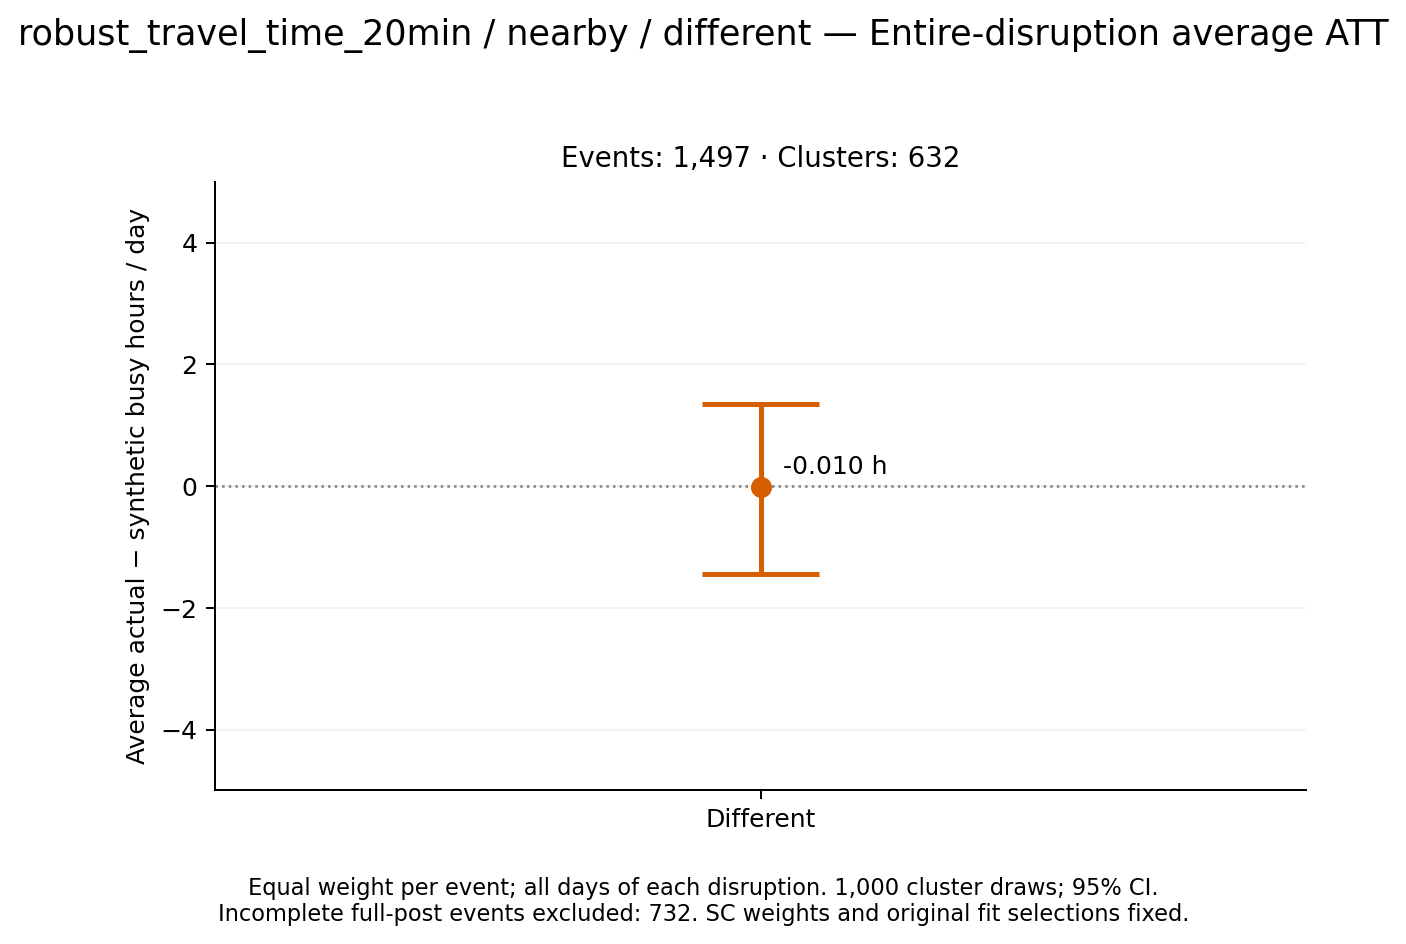 robust_travel_time_20min / nearby / different — Entire-disruption average ATT
Events: 1,497 · Clusters: 632
Average actual − synthetic busy hours / day
4
2
0
−2
−4
-0.010 h
Different
Equal weight per event; all days of each disruption. 1,000 cluster draws; 95% CI.
Incomplete full-post events excluded: 732. SC weights and original fit selections fixed.